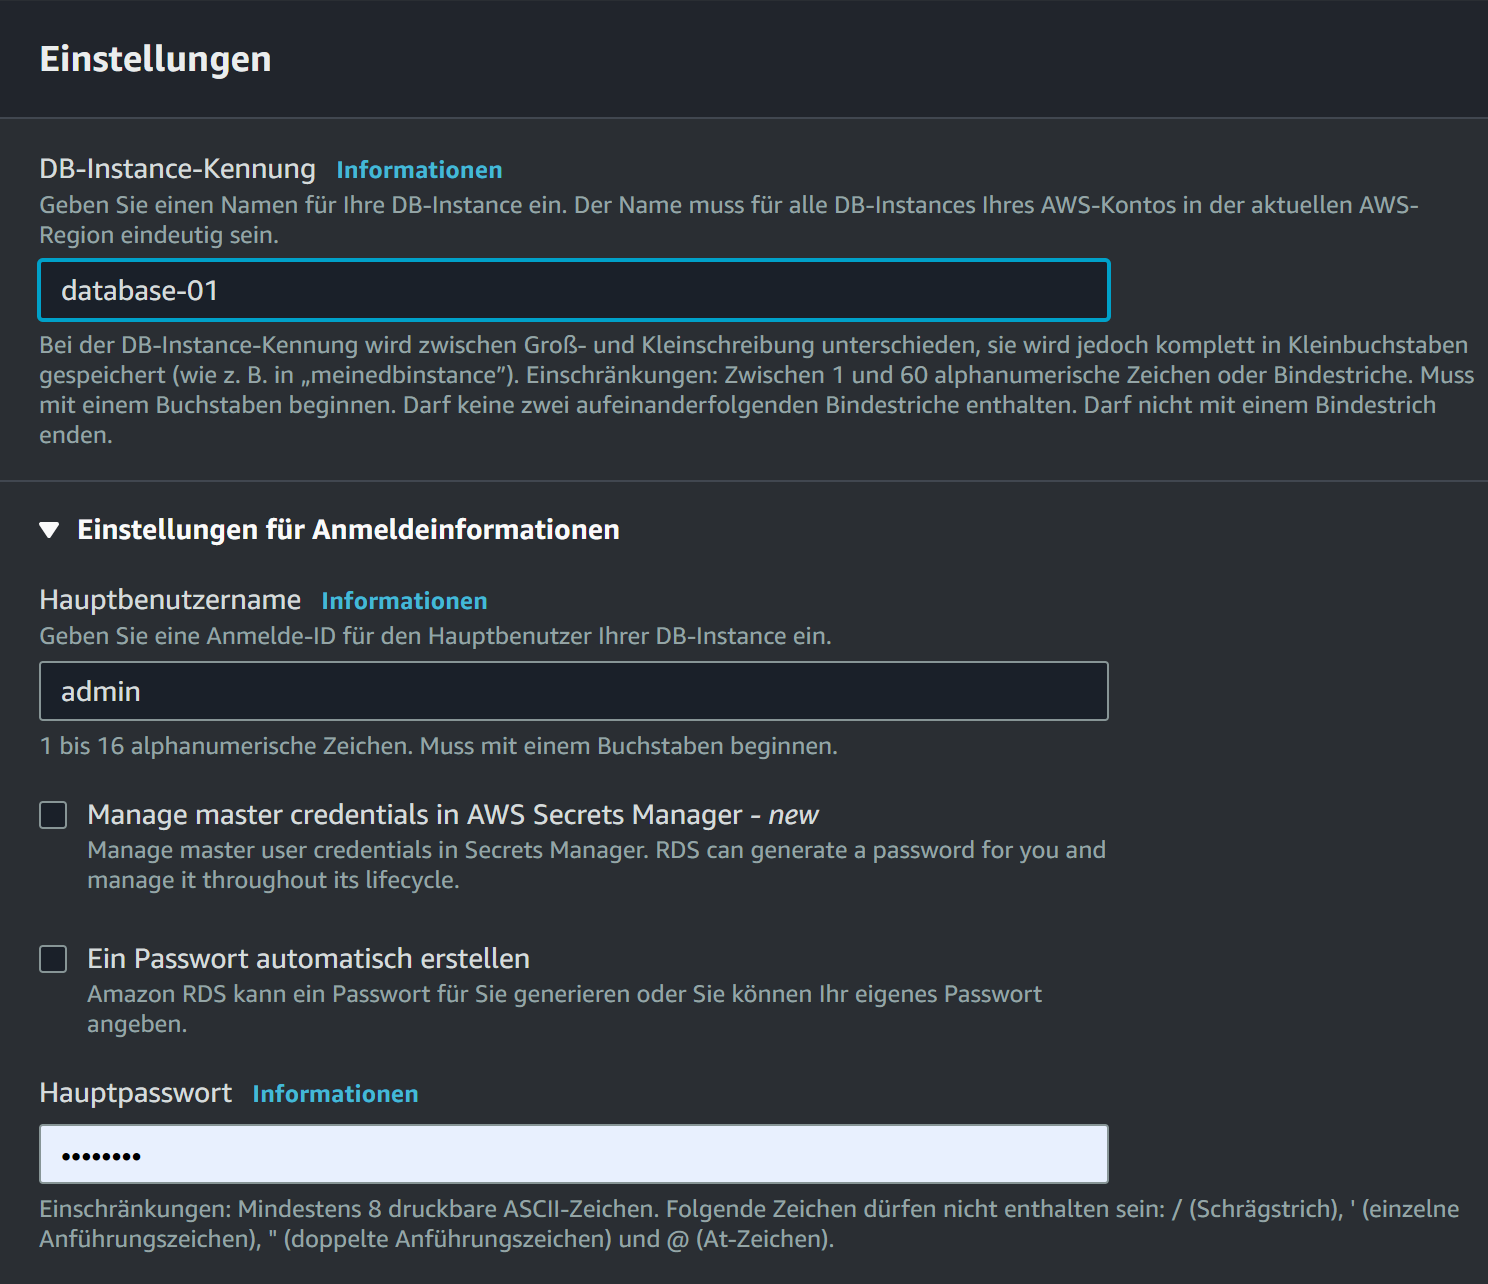 Einstellungen
DB-Instance-Kennung Informationen
Geben Sie einen Namen für Ihre DB-Instance ein. Der Name muss für alle DB-Instances Ihres AWS-Kontos in der aktuellen AWS-
Region eindeutig sein.
database-01
Bei der DB-Instance-Kennung wird zwischen Groß- und Kleinschreibung unterschieden, sie wird jedoch komplett in Kleinbuchstaben
gespeichert (wie z. B. in „meinedbinstance”). Einschränkungen: Zwischen 1 und 60 alphanumerische Zeichen oder Bindestriche. Muss
mit einem Buchstaben beginnen. Darf keine zwei aufeinanderfolgenden Bindestriche enthalten. Darf nicht mit einem Bindestrich
enden.
Einstellungen für Anmeldeinformationen
Hauptbenutzername Informationen
Geben Sie eine Anmelde-ID für den Hauptbenutzer Ihrer DB-Instance ein.
admin
1 bis 16 alphanumerische Zeichen. Muss mit einem Buchstaben beginnen.
Manage master credentials in AWS Secrets Manager - new
Manage master user credentials in Secrets Manager. RDS can generate a password for you and
manage it throughout its lifecycle.
Ein Passwort automatisch erstellen
Amazon RDS kann ein Passwort für Sie generieren oder Sie können Ihr eigenes Passwort
angeben.
Hauptpasswort Informationen
••••••••
Einschränkungen: Mindestens 8 druckbare ASCII-Zeichen. Folgende Zeichen dürfen nicht enthalten sein: / (Schrägstrich), ' (einzelne
Anführungszeichen), " (doppelte Anführungszeichen) und @ (At-Zeichen).